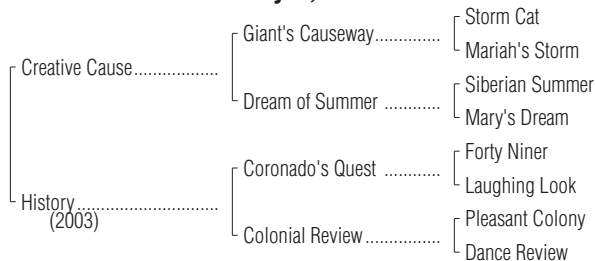 Creative Cause..................
Giant's Causeway..............
Storm Cat
Mariah's Storm
Dream of Summer ............
Siberian Summer
Mary's Dream
History..............................
(2003)
Coronado's Quest ............
Forty Niner
Laughing Look
Colonial Review................
Pleasant Colony
Dance Review